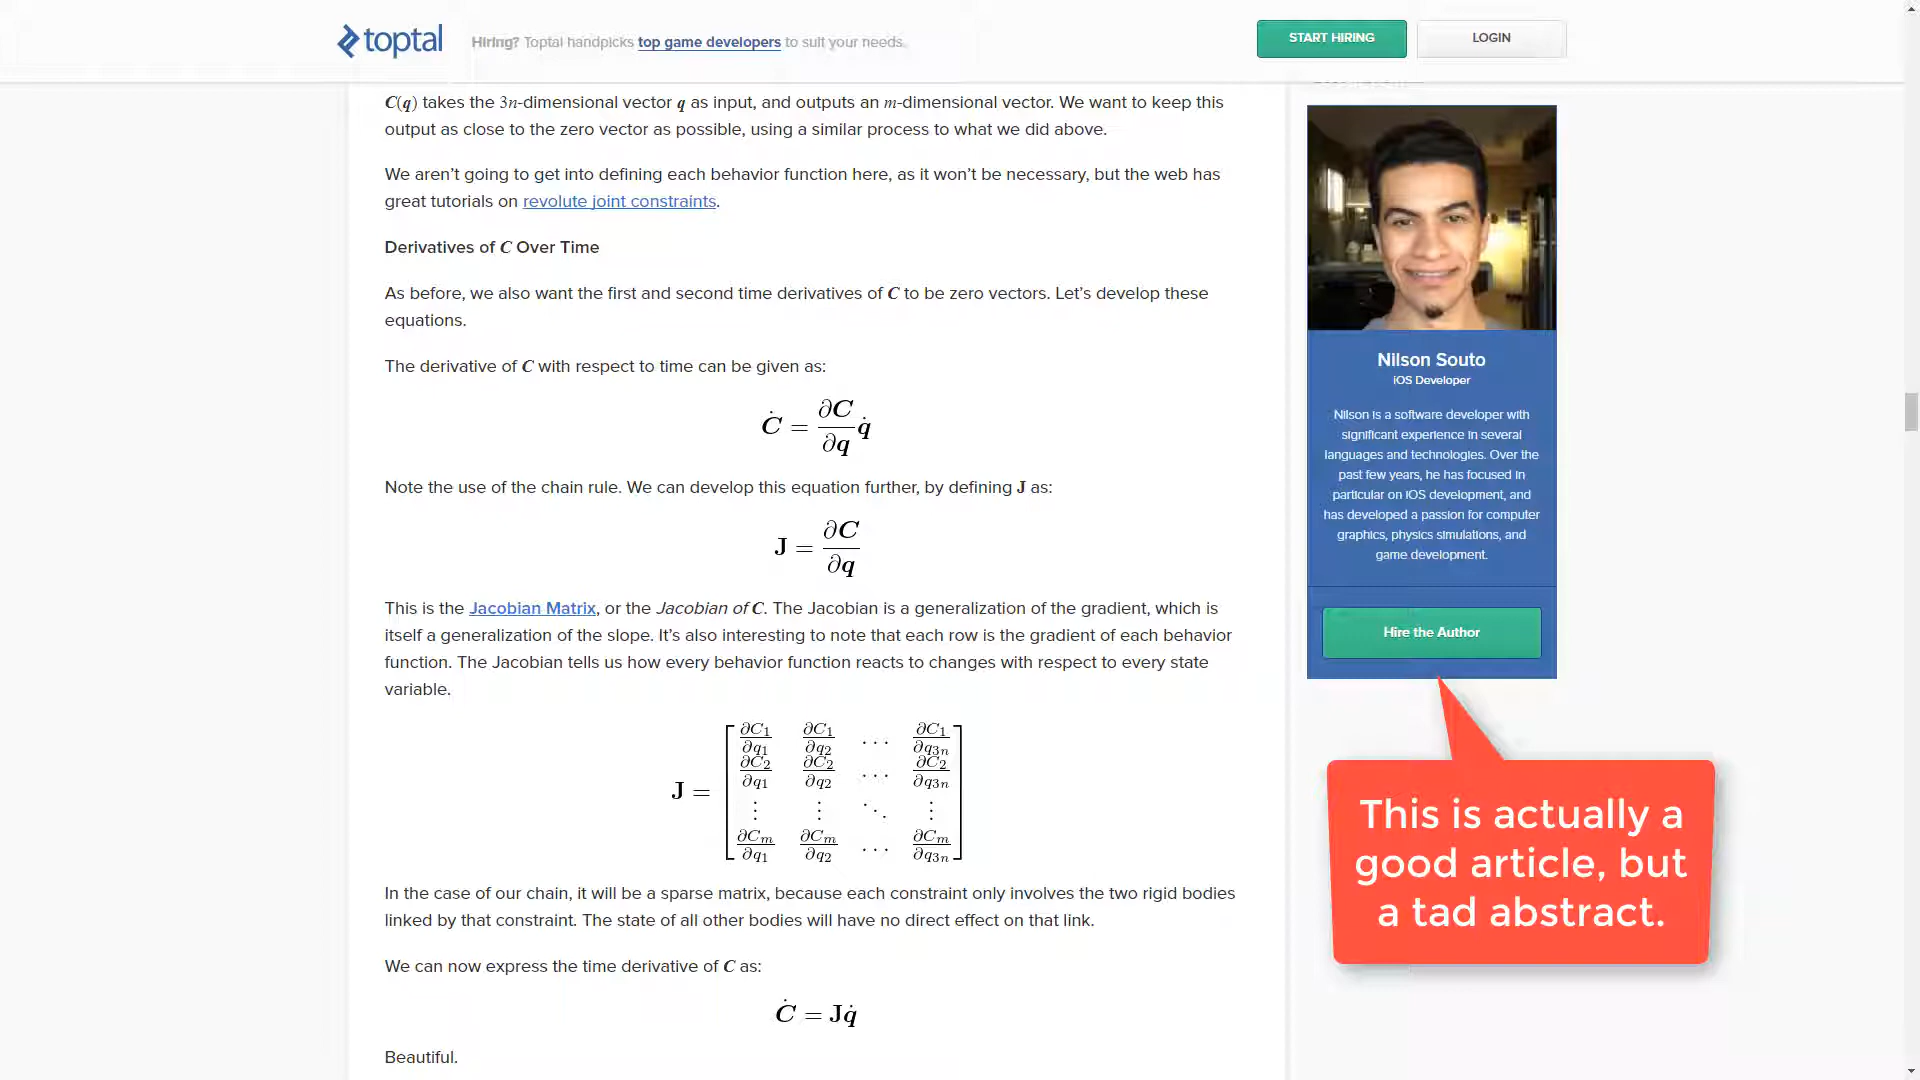 toptal
Hiring? Toptal handpicks top game developers to suit your needs.
START HIRING
LOGIN
C(q) takes the 3n-dimensional vector q as input, and outputs an m-dimensional vector. We want to keep this
output as close to the zero vector as possible, using a similar process to what we did above.
We aren’t going to get into defining each behavior function here, as it won’t be necessary, but the web has
great tutorials on revolute joint constraints.
Derivatives of C Over Time
As before, we also want the first and second time derivatives of C to be zero vectors. Let’s develop these
equations.
The derivative of C with respect to time can be given as:
Ċ = ∂C/∂q q̇
Note the use of the chain rule. We can develop this equation further, by defining J as:
J = ∂C/∂q
This is the Jacobian Matrix, or the Jacobian of C. The Jacobian is a generalization of the gradient, which is
itself a generalization of the slope. It’s also interesting to note that each row is the gradient of each behavior
function. The Jacobian tells us how every behavior function reacts to changes with respect to every state
variable.
J =
∂C₁/∂q₁ ∂C₁/∂q₂ ⋯ ∂C₁/∂q₃ₙ
∂C₂/∂q₁ ∂C₂/∂q₂ ⋯ ∂C₂/∂q₃ₙ
⋮ ⋮ ⋱ ⋮
∂Cₘ/∂q₁ ∂Cₘ/∂q₂ ⋯ ∂Cₘ/∂q₃ₙ
In the case of our chain, it will be a sparse matrix, because each constraint only involves the two rigid bodies
linked by that constraint. The state of all other bodies will have no direct effect on that link.
We can now express the time derivative of C as:
Ċ = Jq̇
Beautiful.
Nilson Souto
iOS Developer
Nilson is a software developer with
significant experience in several
languages and technologies. Over the
past few years, he has focused in
particular on iOS development, and
has developed a passion for computer
graphics, physics simulations, and
game development.
Hire the Author
This is actually a
good article, but
a tad abstract.